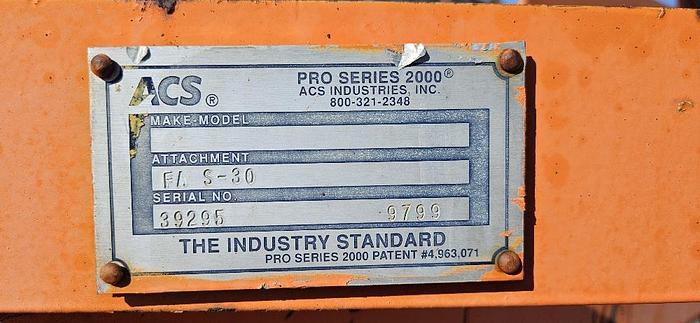 ACS®
PRO SERIES 2000®
ACS INDUSTRIES, INC.
800-321-2348
MAKE-MODEL
ATTACHMENT
FA S-30
SERIAL NO.
39295 9799
THE INDUSTRY STANDARD
PRO SERIES 2000 PATENT #4,963,071